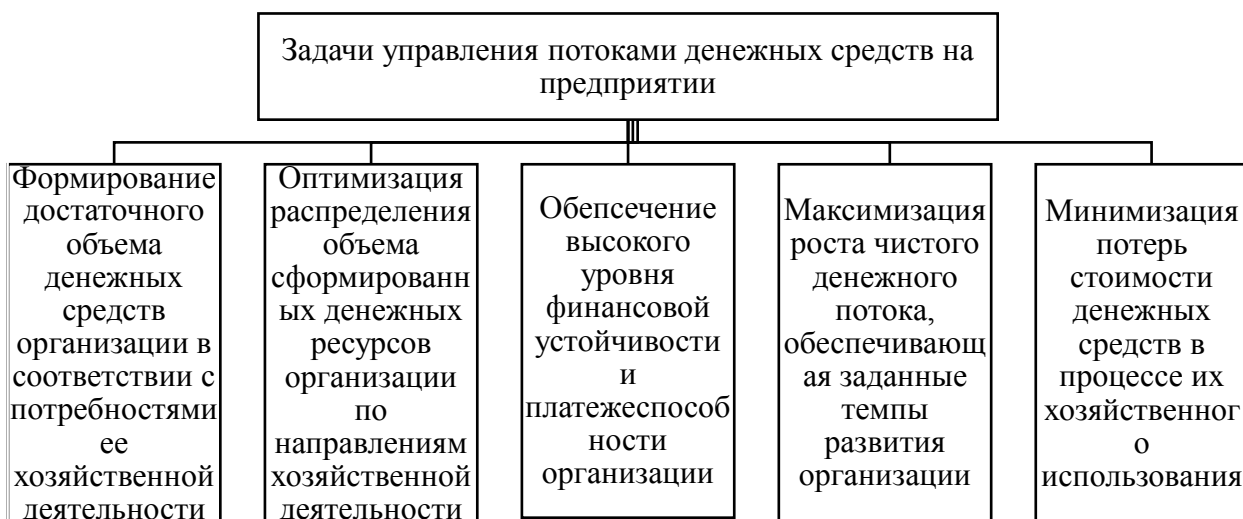 Задачи управления потоками денежных средств на
предприятии
Формирование
достаточного
объема
денежных
средств
организации в
соответствии с
потребностями
ее
хозяйственной
деятельности
Оптимизация
распределения
объема
сформированн
ых денежных
ресурсов
организации
по
направлениям
хозяйственной
деятельности
Обепсечение
высокого
уровня
финансовой
устойчивости
и
платежеспособ
ности
организации
Максимизация
роста чистого
денежного
потока,
обеспечивающ
ая заданные
темпы
развития
организации
Минимизация
потерь
стоимости
денежных
средств в
процессе их
хозяйственног
о
использования